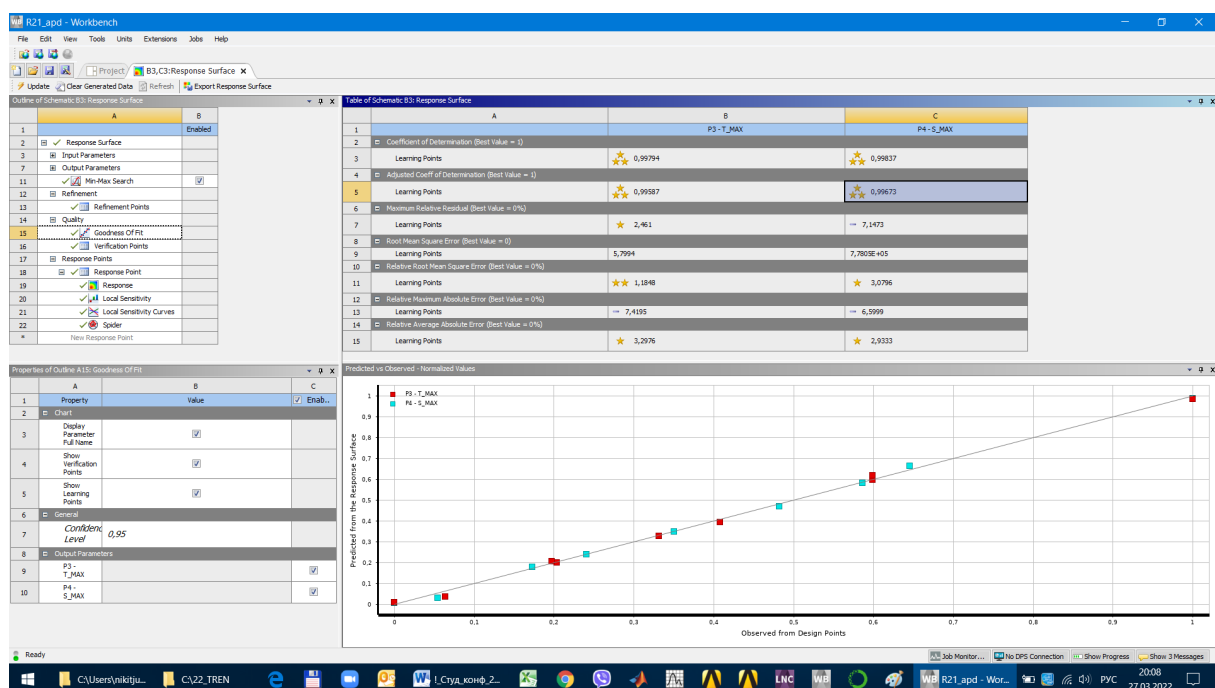 R21_apd - Workbench
File Edit View Tools Units Extensions Jobs Help
Project B3,C3:Response Surface
Update Clear Generated Data Refresh Export Response Surface
Outline of Schematic B3: Response Surface
A B
1 Enabled
2 Response Surface
3 Input Parameters
7 Output Parameters
11 Min-Max Search
12 Refinement
13 Refinement Points
14 Quality
15 Goodness Of Fit
16 Verification Points
17 Response Points
18 Response Point
19 Response
20 Local Sensitivity
21 Local Sensitivity Curves
22 Spider
* New Response Point
Table of Schematic B3: Response Surface
A B C
1 P3 - T_MAX P4 - S_MAX
2 Coefficient of Determination (Best Value = 1)
3 Learning Points 0,99794 0,99837
4 Adjusted Coeff of Determination (Best Value = 1)
5 Learning Points 0,99587 0,99673
6 Maximum Relative Residual (Best Value = 0%)
7 Learning Points 2,461 7,1473
8 Root Mean Square Error (Best Value = 0)
9 Learning Points 5,7994 7,7805E+05
10 Relative Root Mean Square Error (Best Value = 0%)
11 Learning Points 1,1848 3,0796
12 Relative Maximum Absolute Error (Best Value = 0%)
13 Learning Points 7,4195 6,5999
14 Relative Average Absolute Error (Best Value = 0%)
15 Learning Points 3,2976 2,9333
Properties of Outline A15: Goodness Of Fit
A B C
1 Property Value Enab..
2 Chart
3 Display Parameter Full Name
4 Show Verification Points
5 Show Learning Points
6 General
7 Confidenc Level 0,95
8 Output Parameters
9 P3 - T_MAX
10 P4 - S_MAX
Predicted vs Observed - Normalized Values
P3 - T_MAX
P4 - S_MAX
Predicted from the Response Surface
1
0,9
0,8
0,7
0,6
0,5
0,4
0,3
0,2
0,1
0
0 0,1 0,2 0,3 0,4 0,5 0,6 0,7 0,8 0,9 1
Observed from Design Points
Ready
Job Monitor... No DPS Connection Show Progress Show 3 Messages
C:\Users\nikitju... C:\22_TREN !_Студ_конф_2... LNC WB R21_apd - Wor... РУС
20:08
27.03.2022